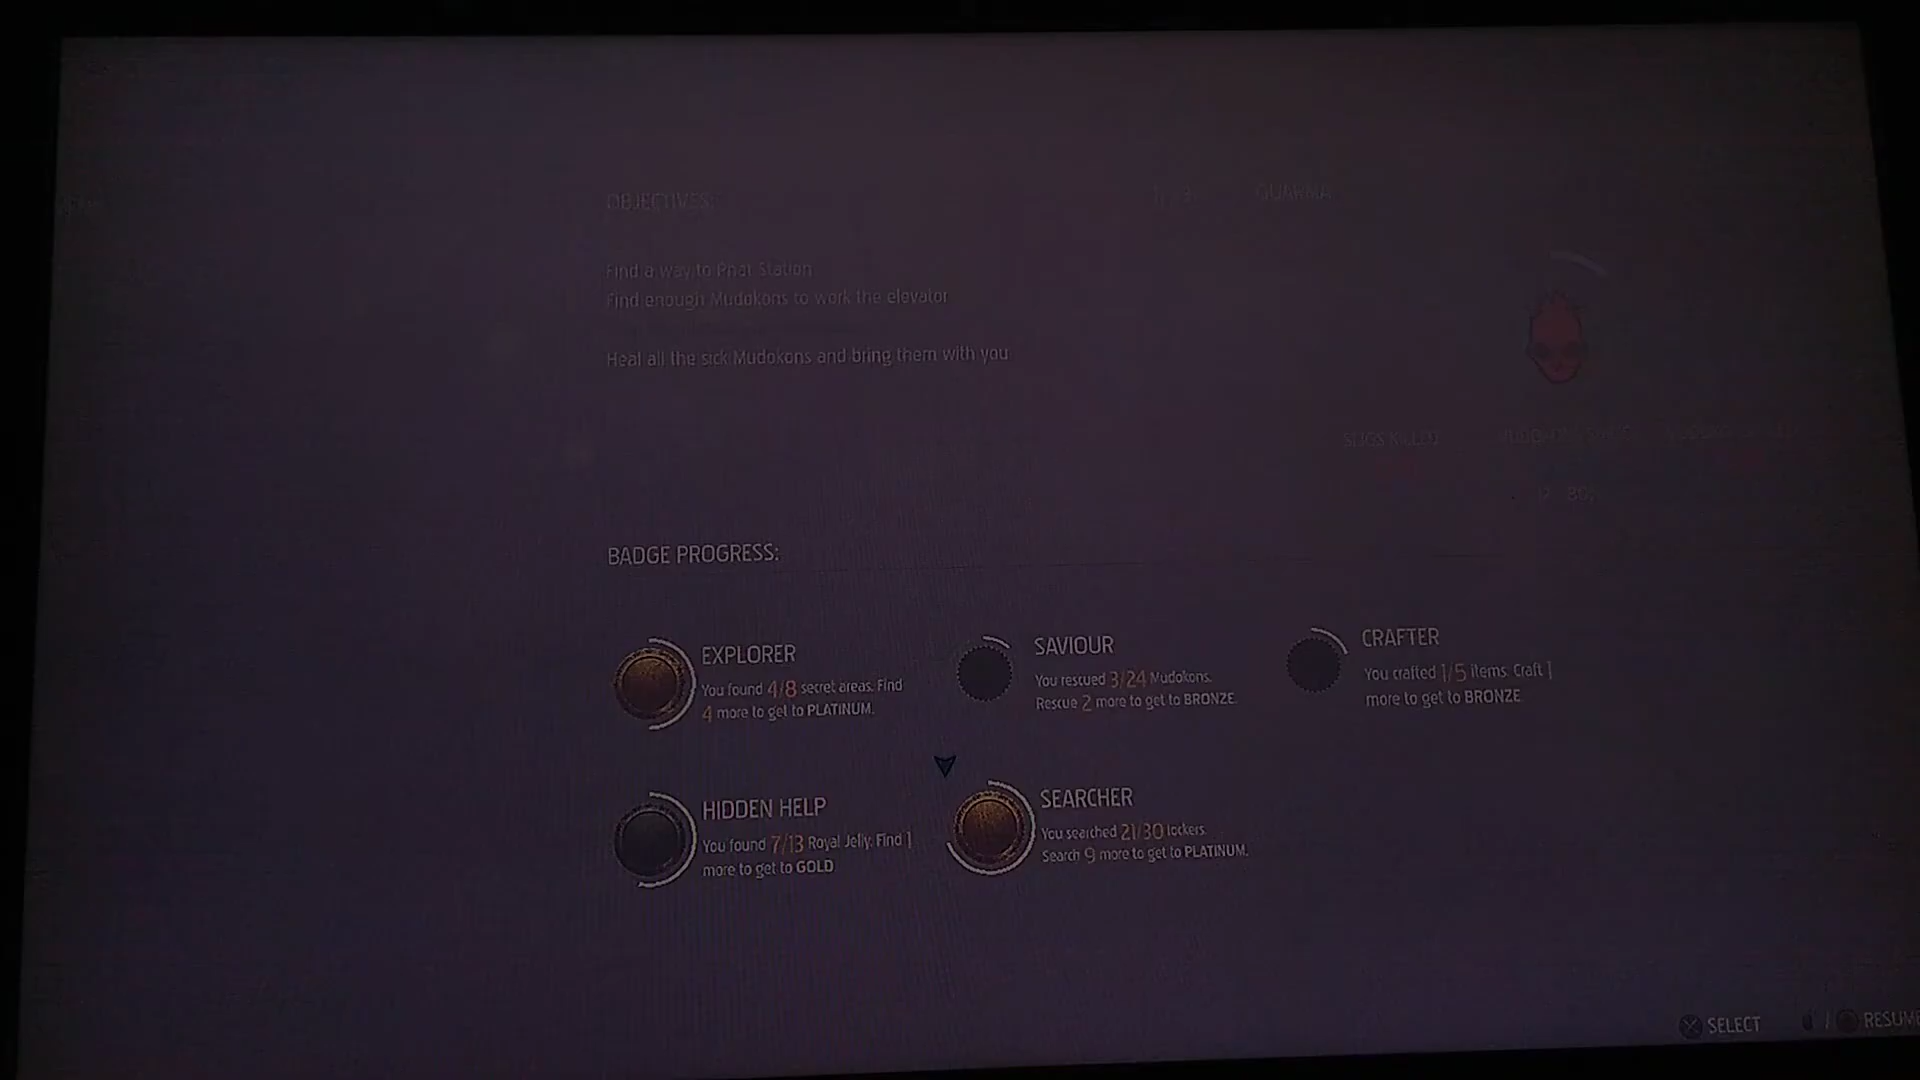 OBJECTIVES:
QUARMA
Find a way to Phat Station
Find enough Mudokons to work the elevator
Heal all the sick Mudokons and bring them with you
SLIGS KILLED
BADGE PROGRESS:
EXPLORER
You found 4/8 secret areas. Find
4 more to get to PLATINUM.
SAVIOUR
You rescued 3/24 Mudokons.
Rescue 2 more to get to BRONZE.
CRAFTER
You crafted 1/5 items. Craft 1
more to get to BRONZE
HIDDEN HELP
You found 7/13 Royal Jelly. Find 1
more to get to GOLD
SEARCHER
You searched 21/30 lockers.
Search 9 more to get to PLATINUM.
SELECT
/ RESUME